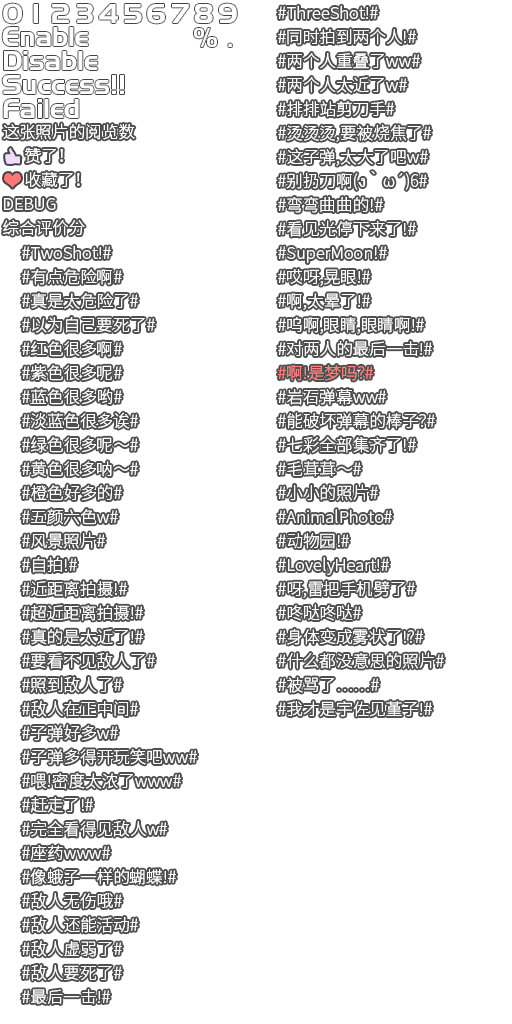 0123456789
Enable % .
Disable
Success!!
Failed
这张照片的阅览数
赞了!
收藏了!
DEBUG
综合评价分
#TwoShot!#
#有点危险啊#
#真是太危险了#
#以为自己要死了#
#红色很多啊#
#紫色很多呢#
#蓝色很多哟#
#淡蓝色很多诶#
#绿色很多呢～#
#黄色很多呐～#
#橙色好多的#
#五颜六色w#
#风景照片#
#自拍!#
#近距离拍摄!#
#超近距离拍摄!#
#真的是太近了!#
#要看不见敌人了#
#照到敌人了#
#敌人在正中间#
#子弹好多w#
#子弹多得开玩笑吧ww#
#喂!密度太浓了www#
#赶走了!#
#完全看得见敌人w#
#座药www#
#像蛾子一样的蝴蝶!#
#敌人无伤哦#
#敌人还能活动#
#敌人虚弱了#
#敌人要死了#
#最后一击!#
#ThreeShot!#
#同时拍到两个人!#
#两个人重叠了ww#
#两个人太近了w#
#排排站剪刀手#
#烫烫烫,要被烧焦了#
#这子弹,太大了吧w#
#别扔刀啊(ｏ｀ω´)6#
#弯弯曲曲的!#
#看见光停下来了!#
#SuperMoon!#
#哎呀,晃眼!#
#啊,太晕了!#
#呜啊,眼睛,眼睛啊!#
#对两人的最后一击!#
#啊!是梦吗?#
#岩石弹幕ww#
#能破坏弹幕的棒子?#
#七彩全部集齐了!#
#毛茸茸～#
#小小的照片#
#AnimalPhoto#
#动物园!#
#LovelyHeart!#
#呀,雷把手机劈了#
#咚哒咚哒#
#身体变成雾状了!?#
#什么都没意思的照片#
#被骂了……#
#我才是宇佐见堇子!#